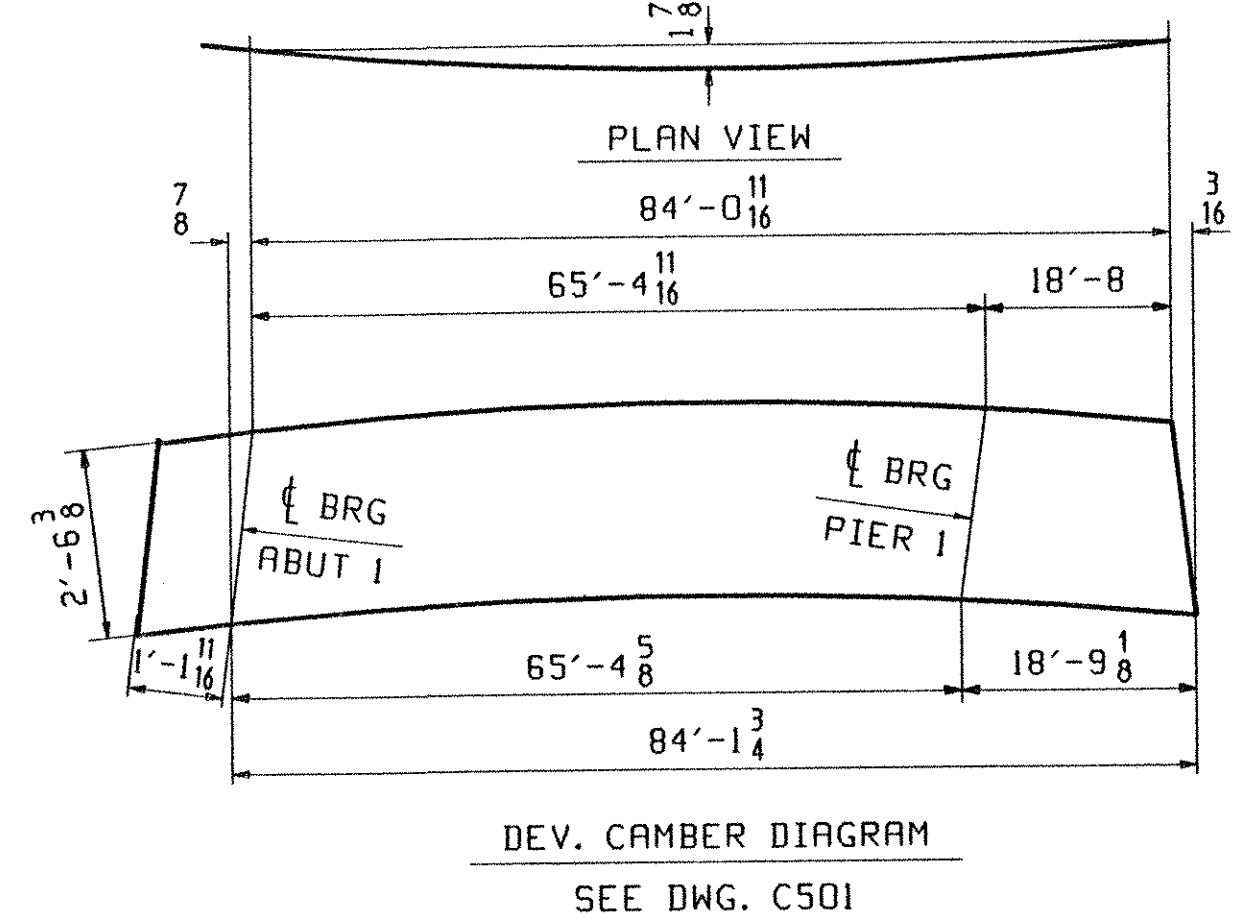 1 7/8
PLAN VIEW
7/8
84'-0 11/16
3/16
65'-4 11/16
18'-8
2'-6 3/8
℄ BRG
ABUT 1
℄ BRG
PIER 1
1'-1 11/16
65'-4 5/8
18'-9 1/8
84'-1 3/4
DEV. CAMBER DIAGRAM
SEE DWG. C501